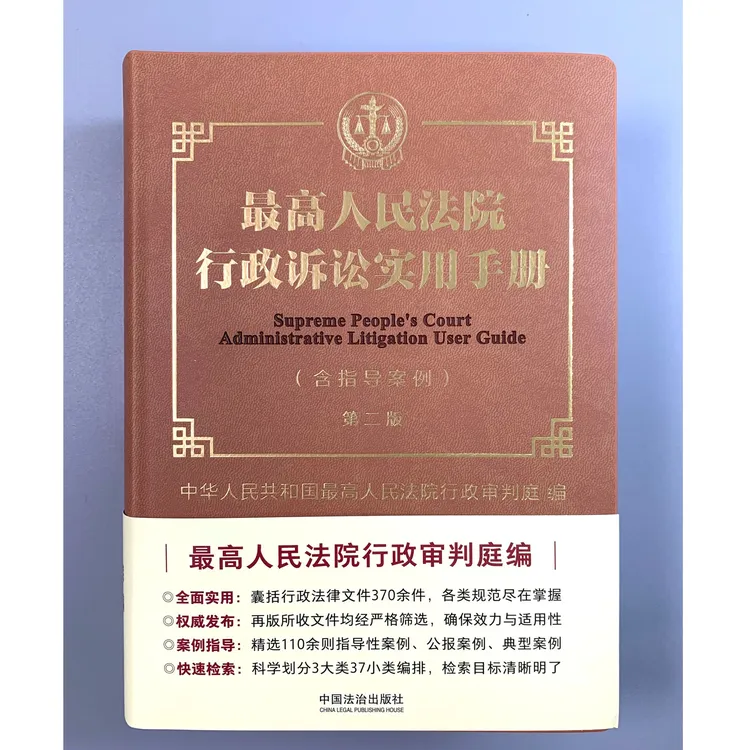 最高人民法院
行政诉讼实用手册
Supreme People's Court
Administrative Litigation User Guide
（含指导案例）
第二版
中华人民共和国最高人民法院行政审判庭 编
最高人民法院行政审判庭编
◎全面实用：囊括行政法律文件370余件，各类规范尽在掌握
◎权威发布：再版所收文件均经严格筛选，确保效力与适用性
◎案例指导：精选110余则指导性案例、公报案例、典型案例
◎快速检索：科学划分3大类37小类编排，检索目标清晰明了
中国法治出版社
CHINA LEGAL PUBLISHING HOUSE